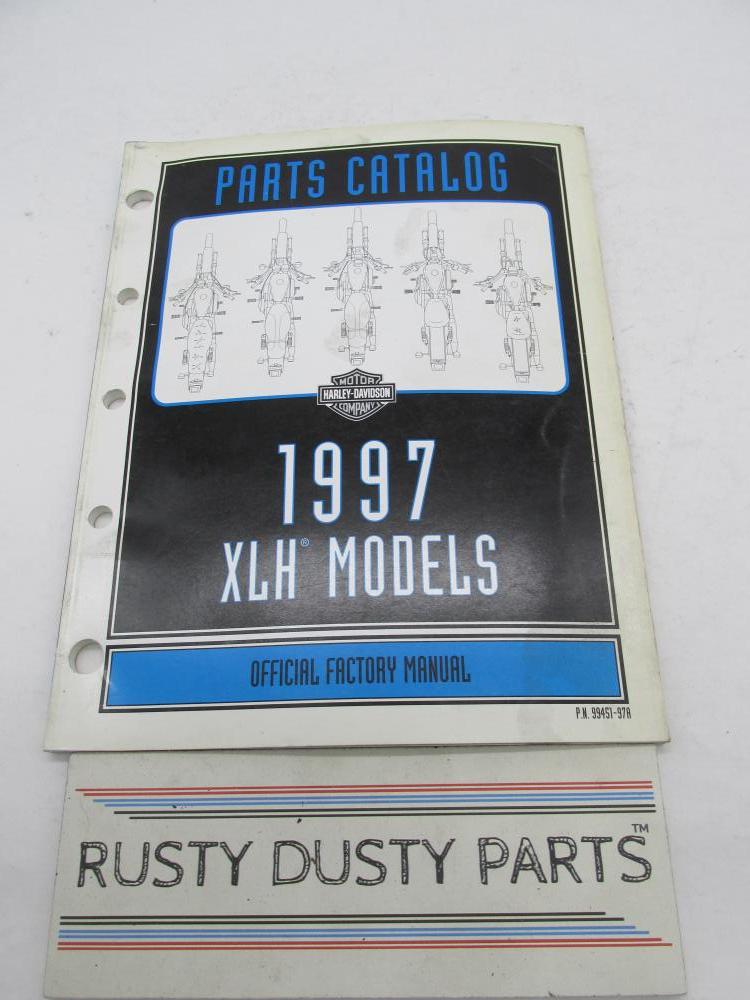 PARTS CATALOG
MOTOR
HARLEY-DAVIDSON
COMPANY
1997
XLH® MODELS
OFFICIAL FACTORY MANUAL
P.N. 99451-97A
RUSTY DUSTY PARTS™